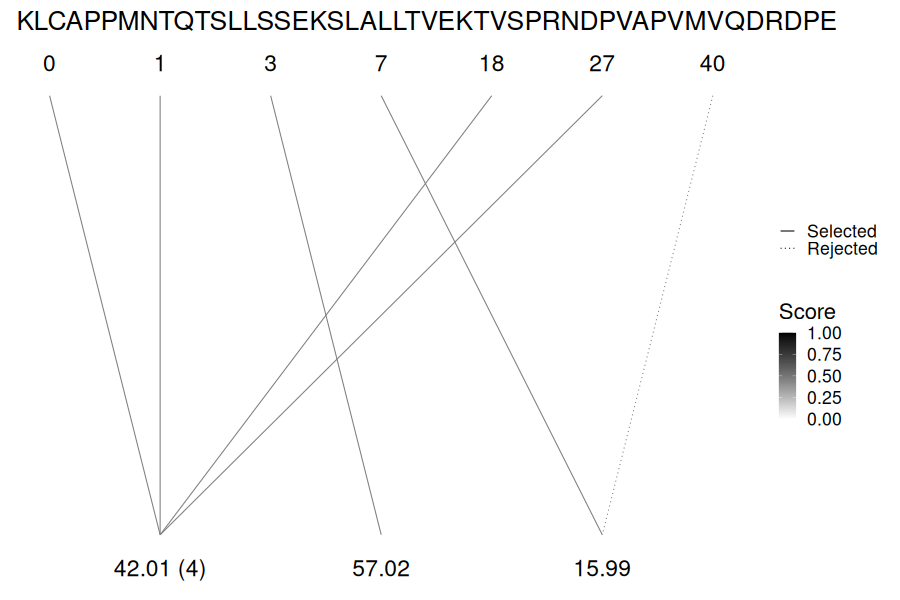 KLCAPPMNTQTSLLSSEKSLALLTVEKTVSPRNDPVAPVMVQDRDPE
0 1 3 7 18 27 40
Selected
Rejected
Score
1.00
0.75
0.50
0.25
0.00
42.01 (4) 57.02 15.99